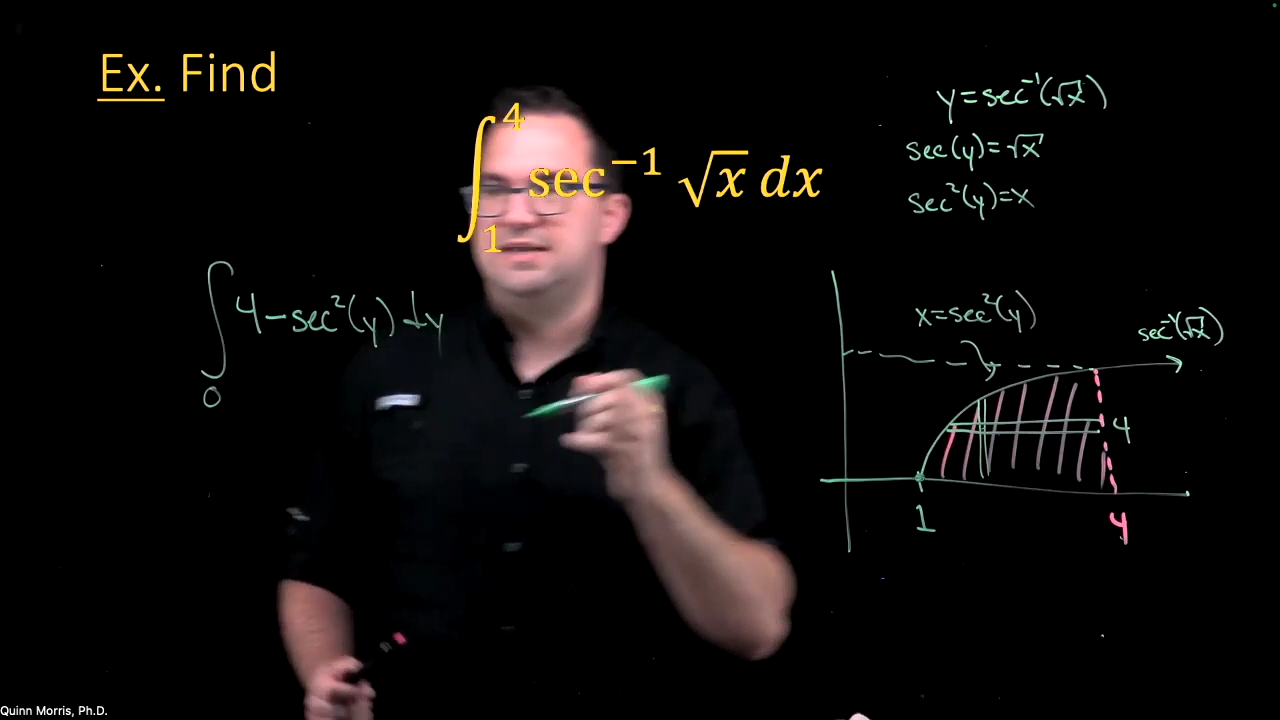 Ex. Find
∫₁⁴ sec⁻¹ √x dx
y=sec⁻¹(√x)
sec(y)=√x
sec²(y)=x
∫₀ 4-sec²(y) dy
x=sec²(y)
sec⁻¹(√x)
4
1
4
Quinn Morris, Ph.D.